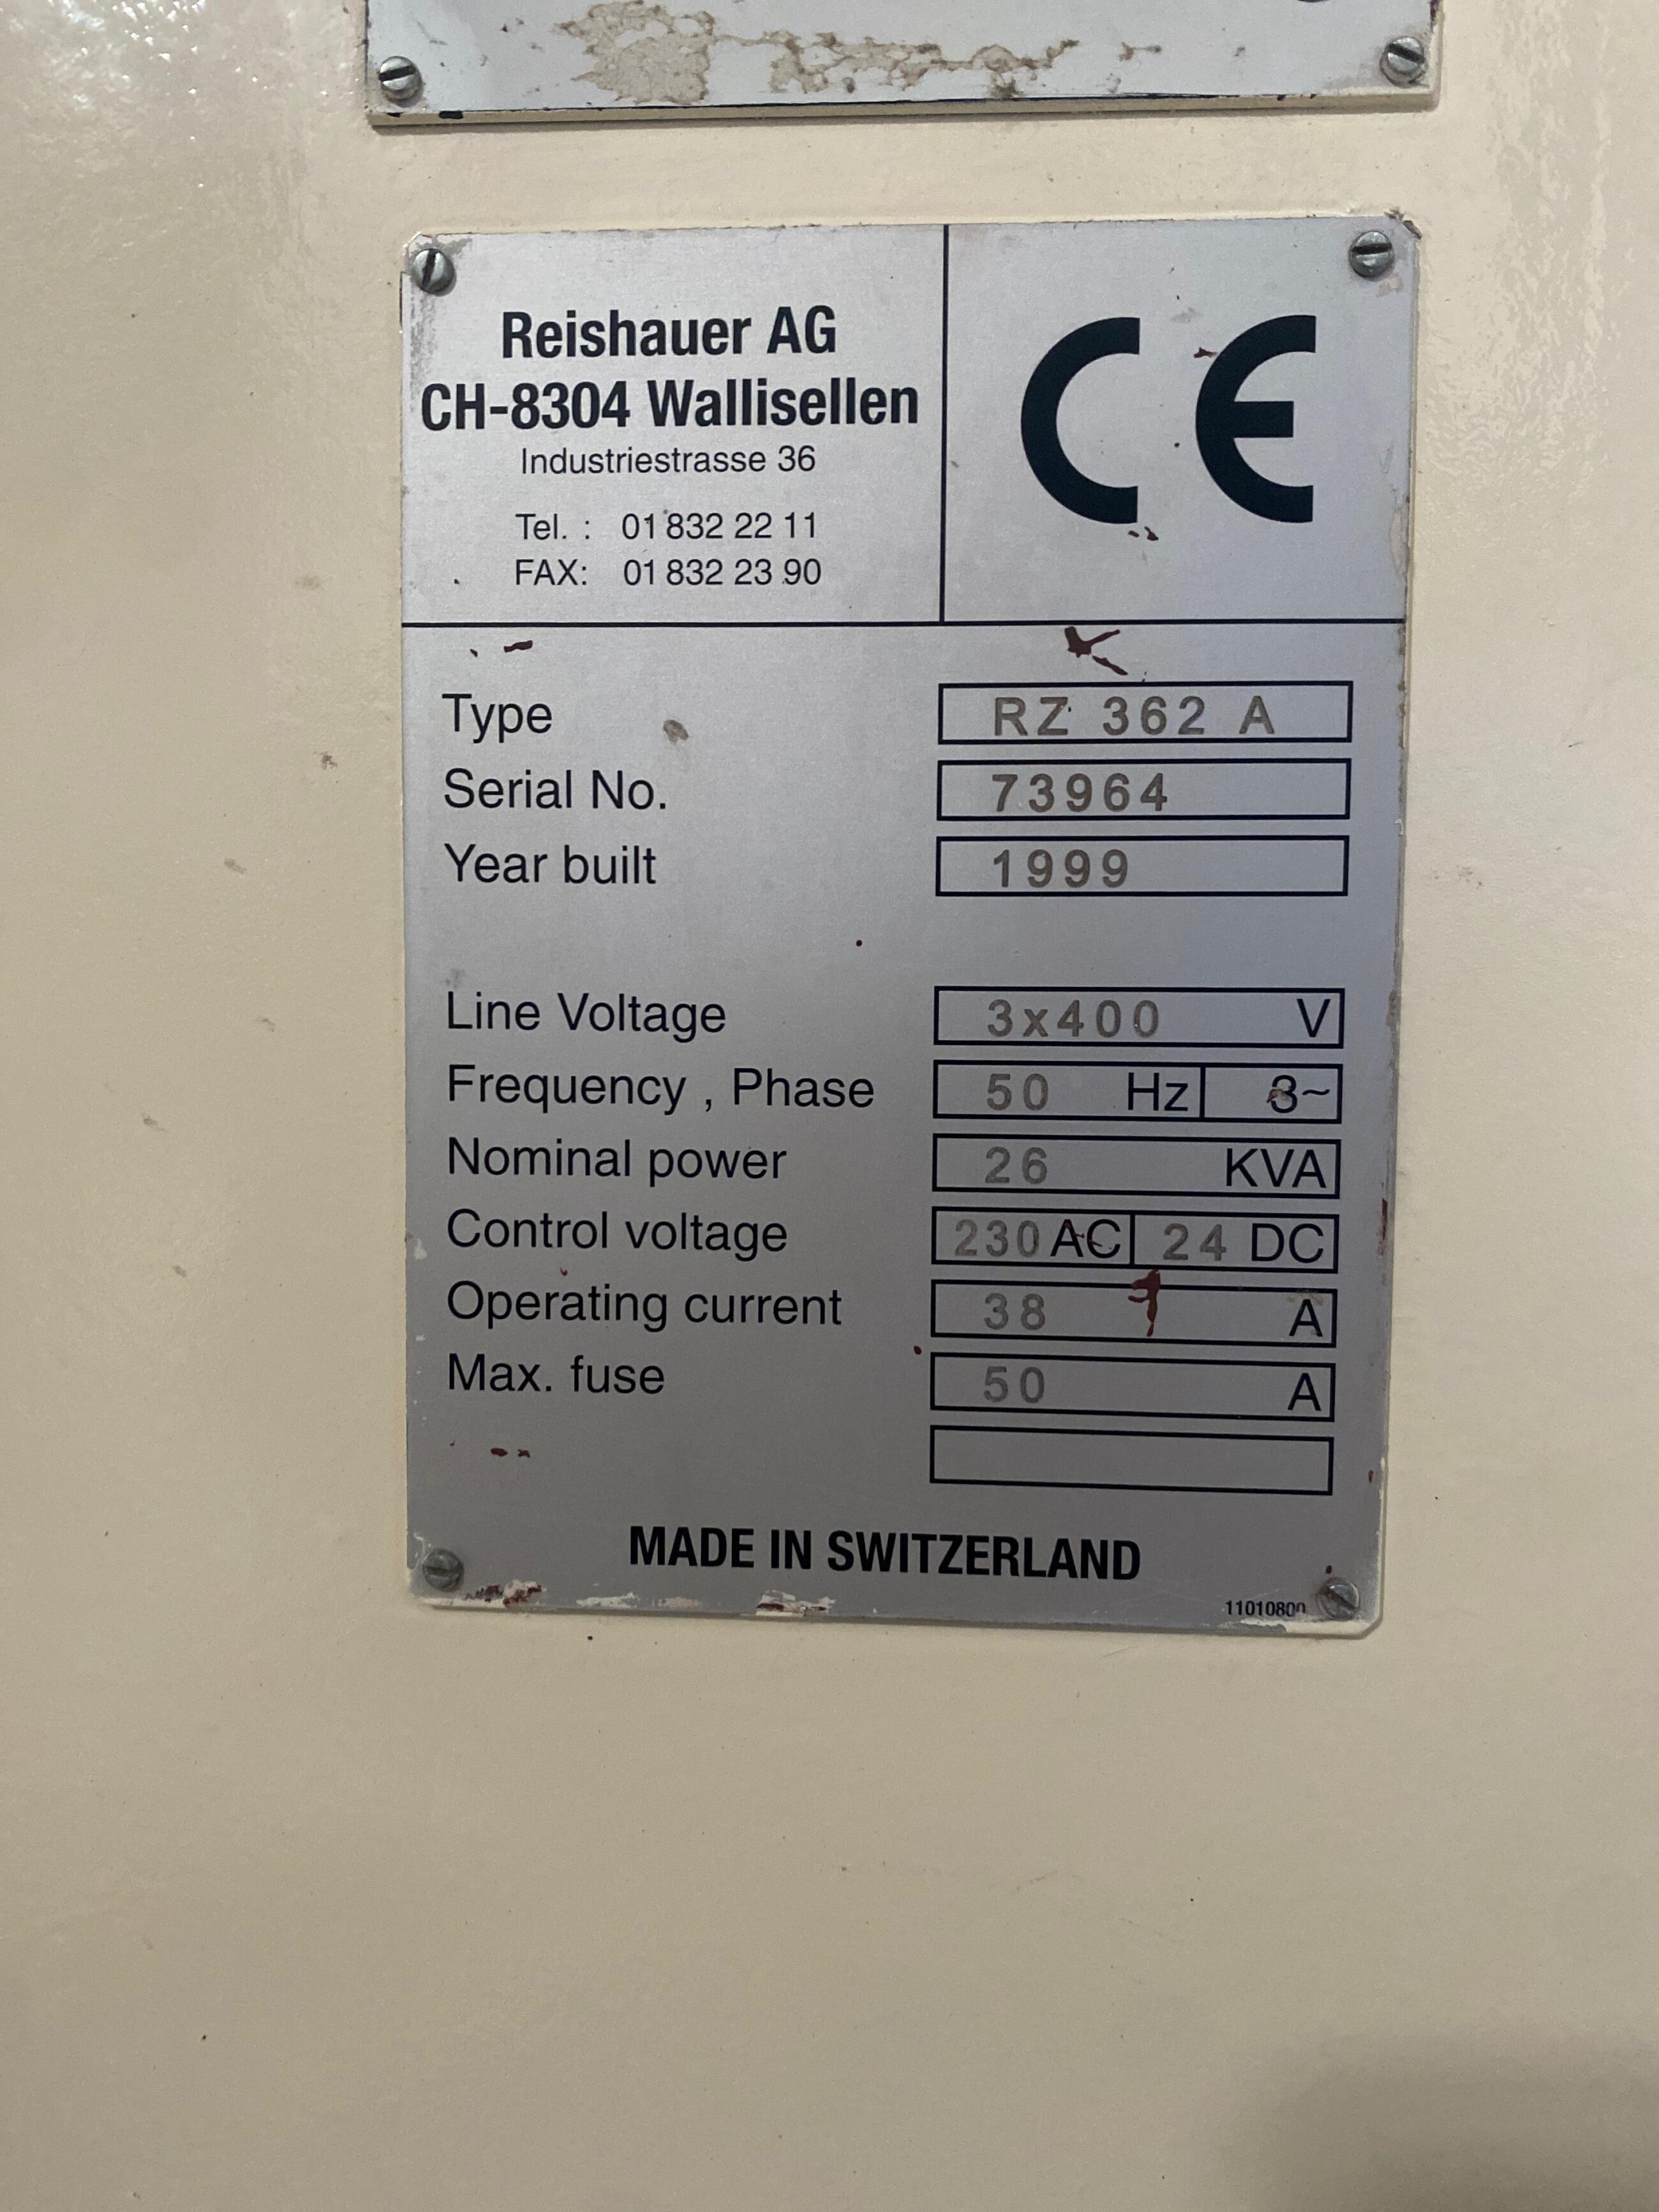 Reishauer AG
CH-8304 Wallisellen
Industriestrasse 36
Tel. : 01 832 22 11
FAX: 01 832 23 90
CE
Type RZ 362 A
Serial No. 73964
Year built 1999
Line Voltage 3x400 V
Frequency , Phase 50 Hz 3~
Nominal power 26 KVA
Control voltage 230 AC 24 DC
Operating current 38 A
Max. fuse 50 A
MADE IN SWITZERLAND
11010800